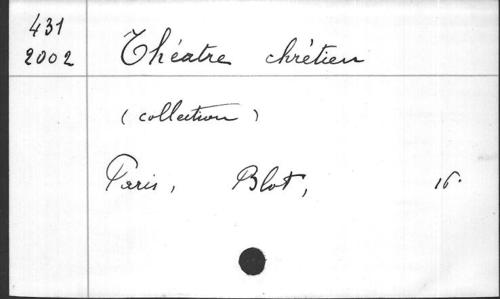 431
2002
Théatre chrétien
(collection)
Paris, Blot, 16.